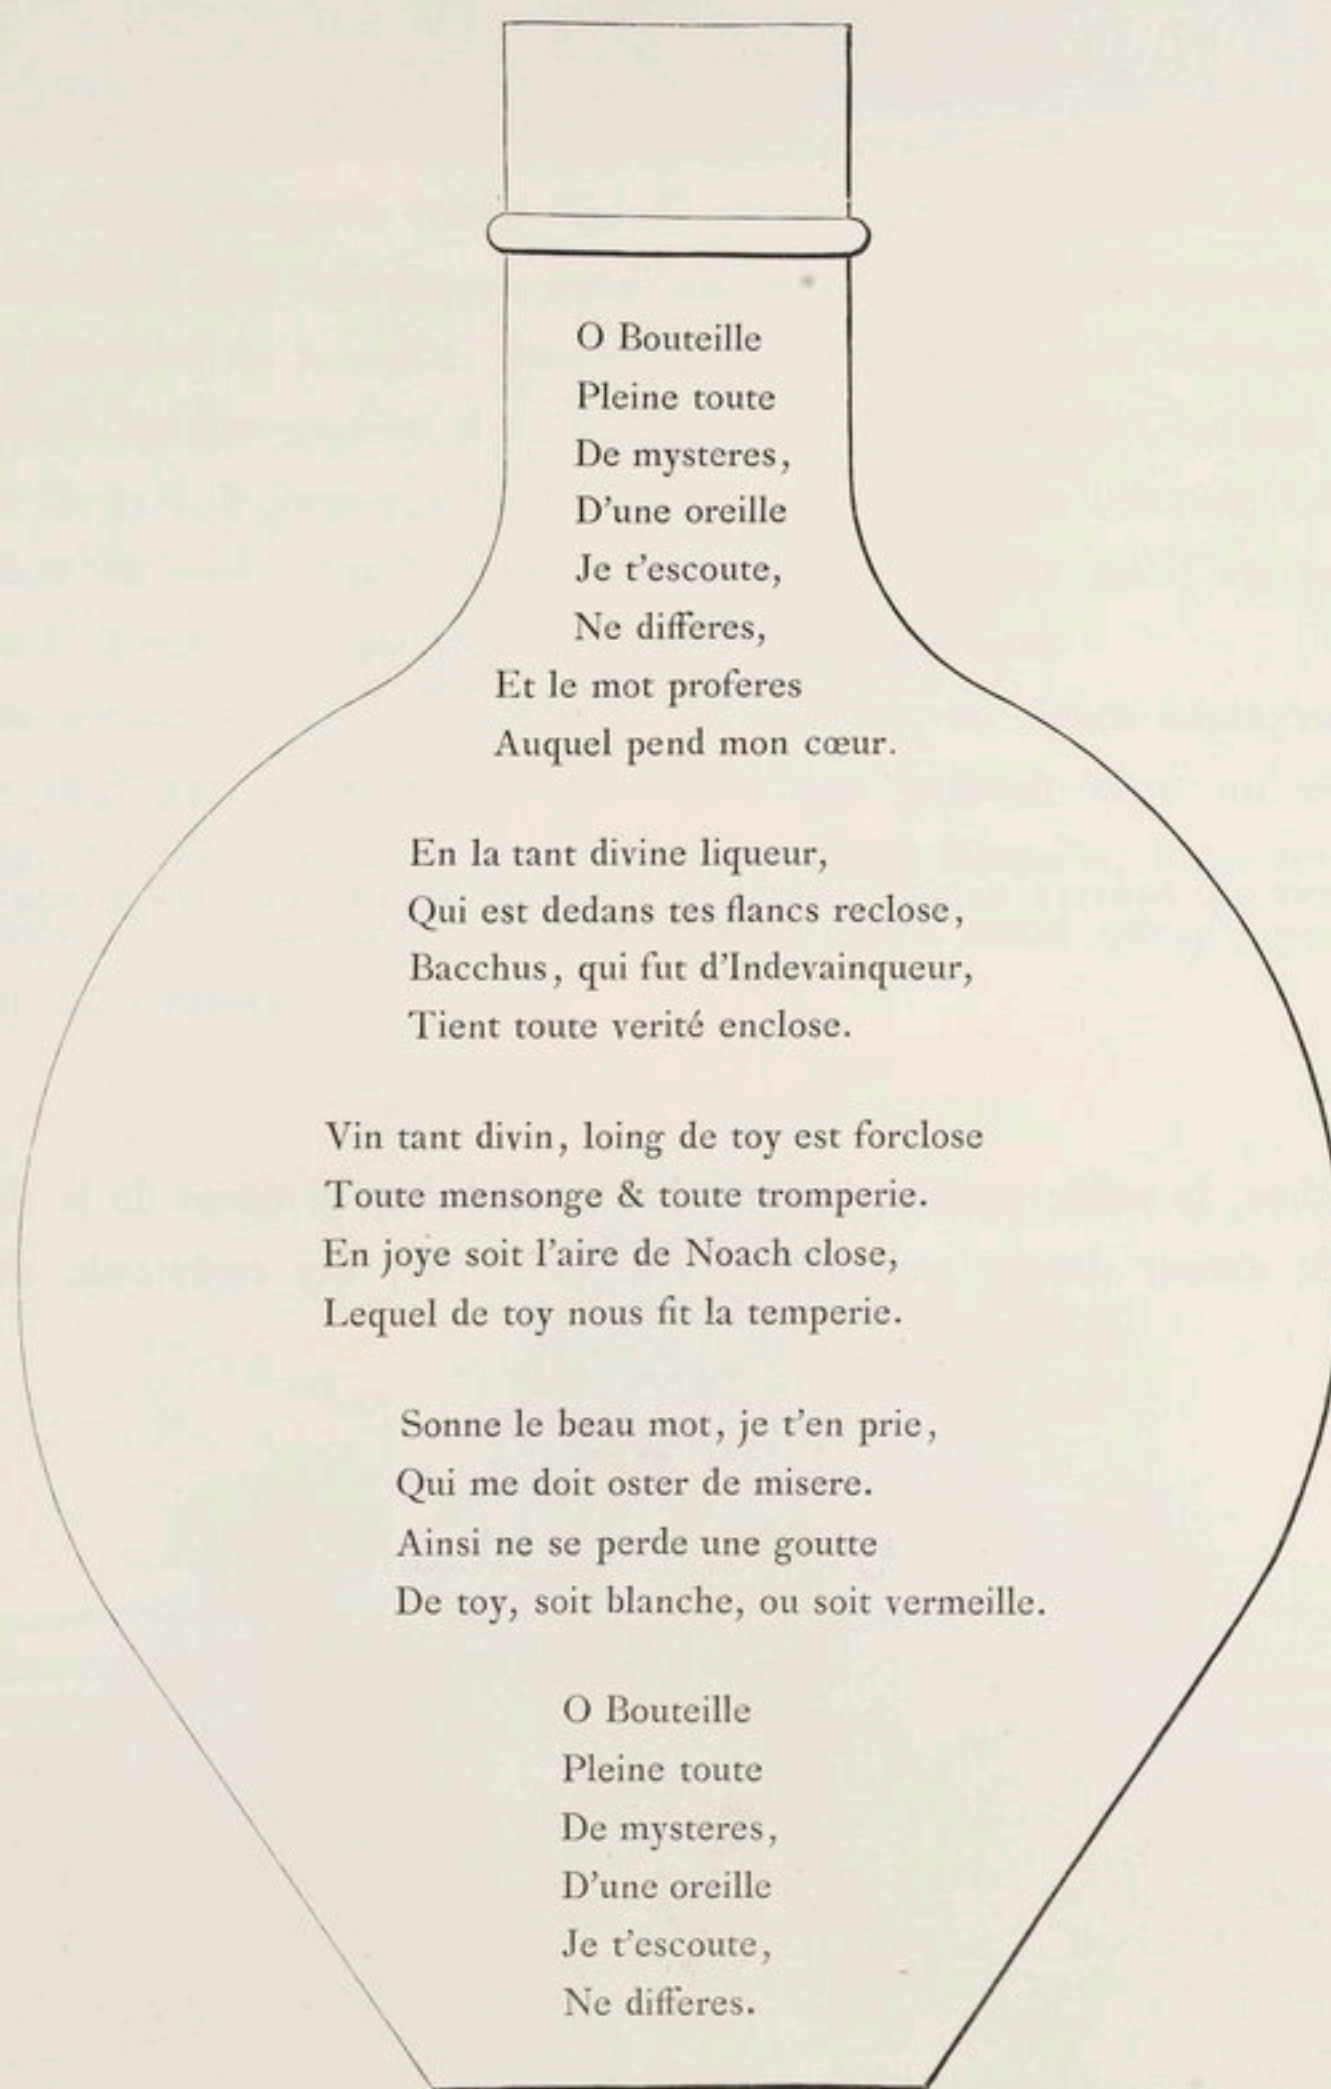 O Bouteille
Pleine toute
De mysteres,
D'une oreille
Je t'escoute,
Ne differes,
Et le mot proferes
Auquel pend mon cœur.
En la tant divine liqueur,
Qui est dedans tes flancs reclose,
Bacchus, qui fut d'Indevainqueur,
Tient toute verité enclose.
Vin tant divin, loing de toy est forclose
Toute mensonge & toute tromperie.
En joye soit l'aire de Noach close,
Lequel de toy nous fit la temperie.
Sonne le beau mot, je t'en prie,
Qui me doit oster de misere.
Ainsi ne se perde une goutte
De toy, soit blanche, ou soit vermeille.
O Bouteille
Pleine toute
De mysteres,
D'une oreille
Je t'escoute,
Ne differes.